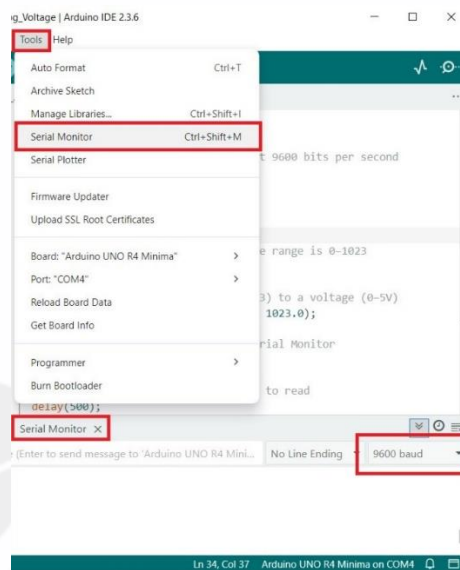 g_Voltage | Arduino IDE 2.3.6
Tools Help
Auto Format Ctrl+T
Archive Sketch
Manage Libraries... Ctrl+Shift+I
Serial Monitor Ctrl+Shift+M
Serial Plotter
t 9600 bits per second
Firmware Updater
Upload SSL Root Certificates
Board: "Arduino UNO R4 Minima" >
e range is 0-1023
Port: "COM4" >
Reload Board Data
3) to a voltage (0-5V)
Get Board Info
1023.0);
rial Monitor
Programmer >
Burn Bootloader
to read
delay(500);
Serial Monitor ×
(Enter to send message to 'Arduino UNO R4 Mini... No Line Ending 9600 baud
Ln 34, Col 37 Arduino UNO R4 Minima on COM4